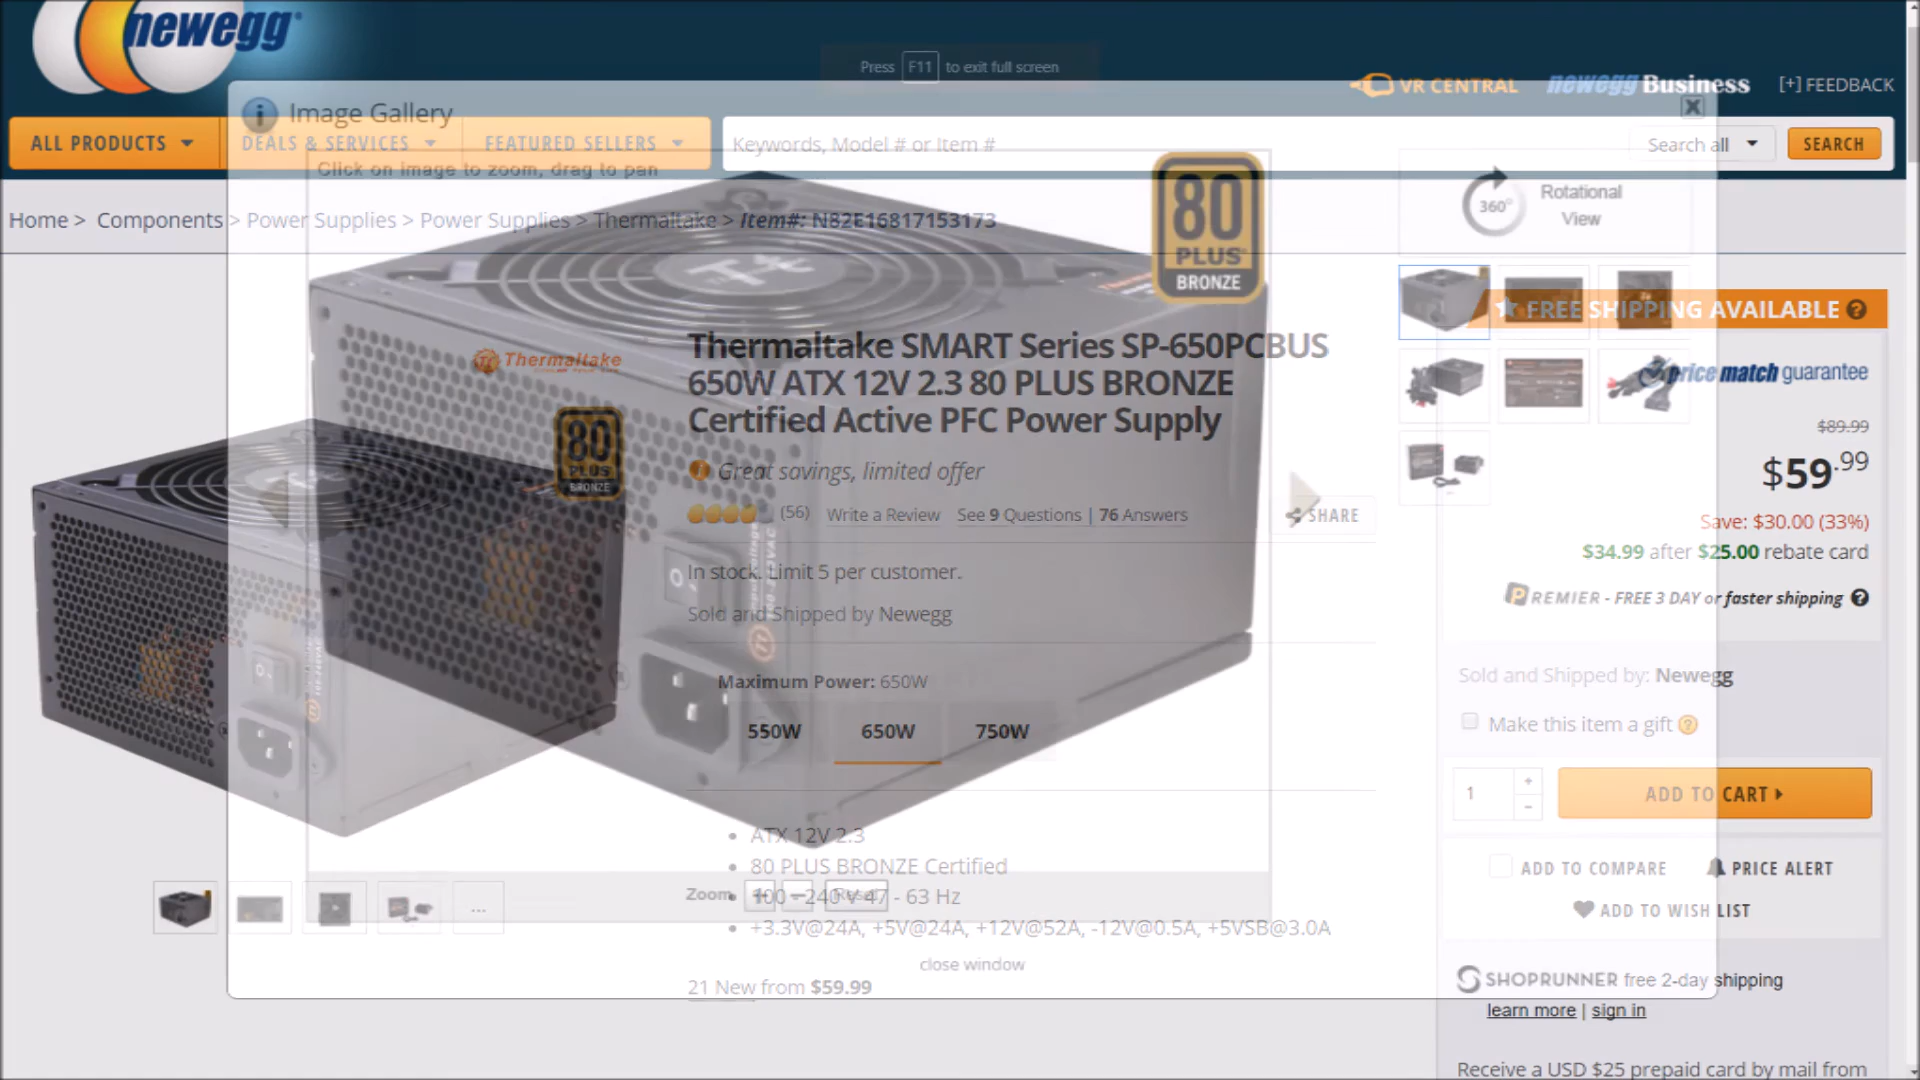 newegg
Press F11 to exit full screen
VR CENTRAL
newegg Business
[+] FEEDBACK
Image Gallery
ALL PRODUCTS
DEALS & SERVICES
FEATURED SELLERS
Keywords, Model # or Item #
Search all
SEARCH
Click on image to zoom, drag to pan
360°
Rotational
View
Home > Components > Power Supplies > Power Supplies > Thermaltake > Item#: N82E16817153173
80
PLUS
BRONZE
FREE SHIPPING AVAILABLE ?
Thermaltake
80
PLUS
BRONZE
Thermaltake SMART Series SP-650PCBUS
650W ATX 12V 2.3 80 PLUS BRONZE
Certified Active PFC Power Supply
price match guarantee
$89.99
$59.99
Great savings, limited offer
(56) Write a Review See 9 Questions | 76 Answers
SHARE
Save: $30.00 (33%)
$34.99 after $25.00 rebate card
In stock. Limit 5 per customer.
PREMIER - FREE 3 DAY or faster shipping ?
Sold and Shipped by Newegg
Maximum Power: 650W
Sold and Shipped by: Newegg
550W
650W
750W
Make this item a gift ?
1
+
-
ADD TO CART
ATX 12V 2.3
80 PLUS BRONZE Certified
100 - 240 V 47 - 63 Hz
+3.3V@24A, +5V@24A, +12V@52A, -12V@0.5A, +5VSB@3.0A
ADD TO COMPARE
PRICE ALERT
ADD TO WISH LIST
...
Zoom
+
-
Reset
close window
21 New from $59.99
SHOPRUNNER free 2-day shipping
learn more | sign in
Receive a USD $25 prepaid card by mail from